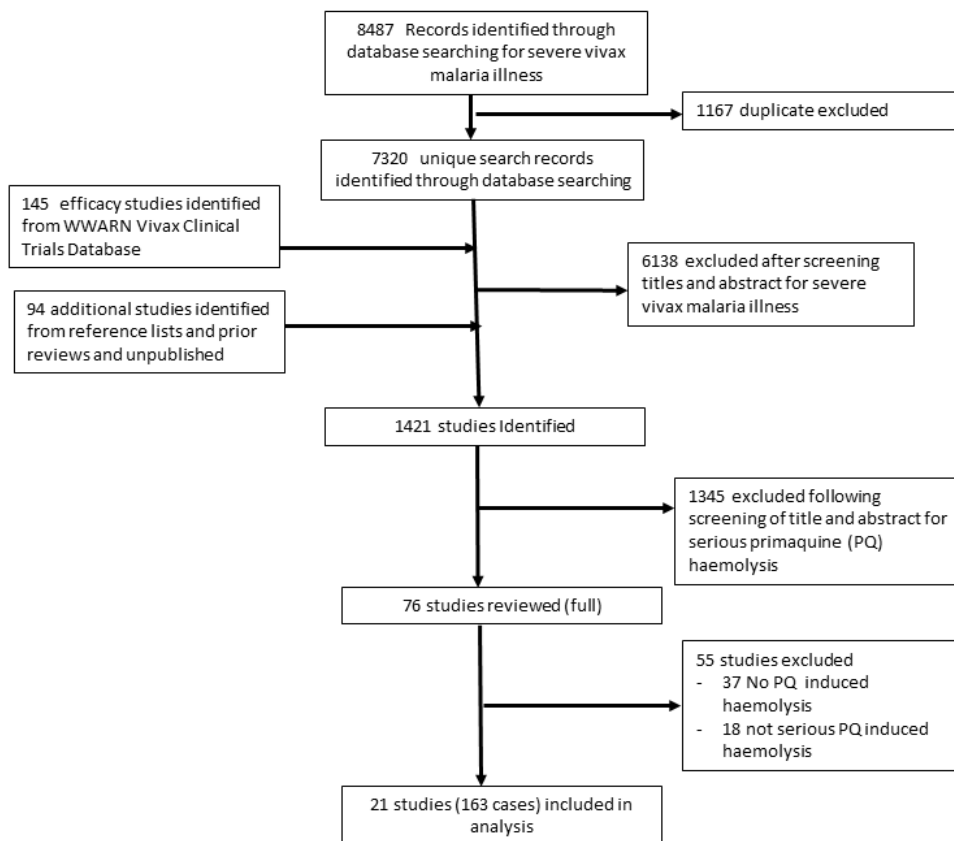 8487 Records identified through
database searching for severe vivax
malaria illness
1167 duplicate excluded
7320 unique search records
identified through database searching
145 efficacy studies identified
from WWARN Vivax Clinical
Trials Database
6138 excluded after screening
titles and abstract for severe
vivax malaria illness
94 additional studies identified
from reference lists and prior
reviews and unpublished
1421 studies Identified
1345 excluded following
screening of title and abstract for
serious primaquine (PQ)
haemolysis
76 studies reviewed (full)
55 studies excluded
- 37 No PQ induced
haemolysis
- 18 not serious PQ induced
haemolysis
21 studies (163 cases) included in
analysis